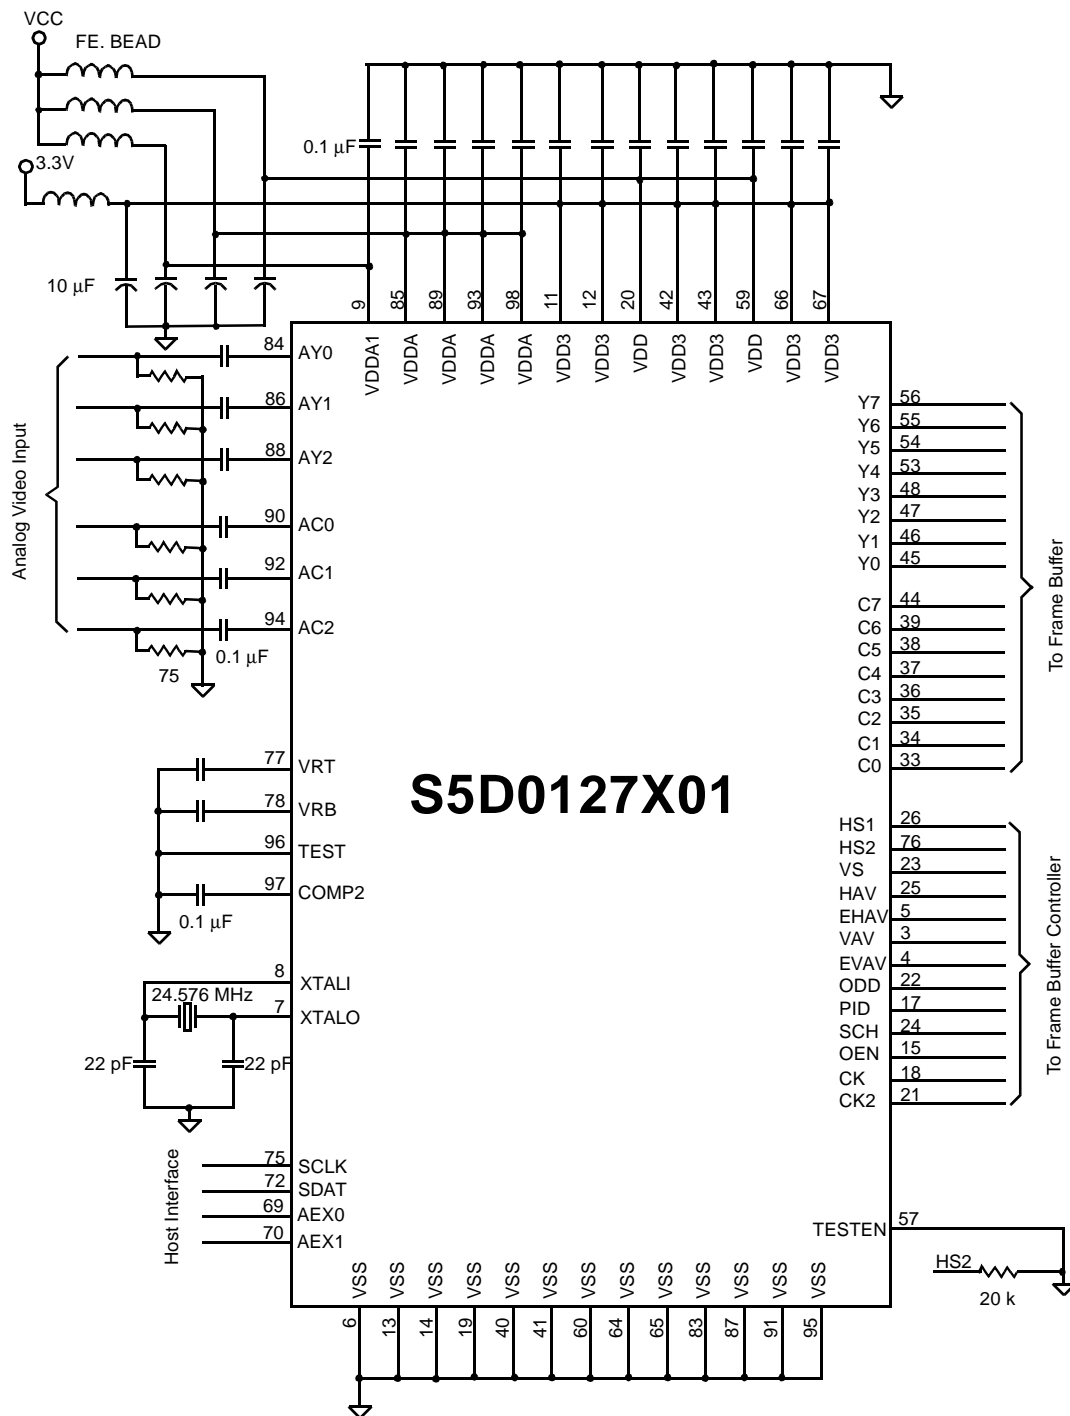 VCC
FE. BEAD
3.3V
0.1 μF
10 μF
9 85 89 93 98 11 12 20 42 43 59 66 67
VDDA1 VDDA VDDA VDDA VDDA VDD3 VDD3 VDD VDD3 VDD3 VDD VDD3 VDD3
Analog Video Input
84 AY0
86 AY1
88 AY2
90 AC0
92 AC1
94 AC2
0.1 μF
75
77 VRT
78 VRB
96 TEST
97 COMP2
0.1 μF
8 XTALI
24.576 MHz
7 XTALO
22 pF
22 pF
Host Interface
75 SCLK
72 SDAT
69 AEX0
70 AEX1
S5D0127X01
Y7 56
Y6 55
Y5 54
Y4 53
Y3 48
Y2 47
Y1 46
Y0 45
C7 44
C6 39
C5 38
C4 37
C3 36
C2 35
C1 34
C0 33
To Frame Buffer
HS1 26
HS2 76
VS 23
HAV 25
EHAV 5
VAV 3
EVAV 4
ODD 22
PID 17
SCH 24
OEN 15
CK 18
CK2 21
To Frame Buffer Controller
TESTEN 57
HS2
20 k
VSS VSS VSS VSS VSS VSS VSS VSS VSS VSS VSS VSS VSS
6 13 14 19 40 41 60 64 65 83 87 91 95